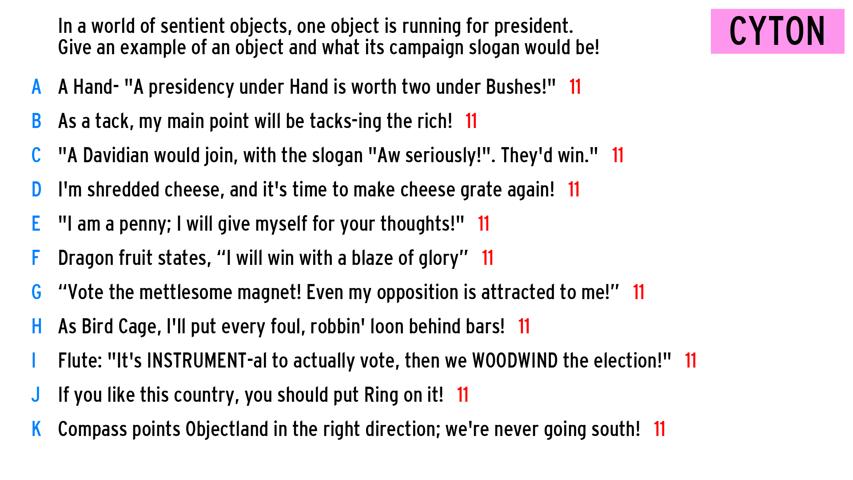 In a world of sentient objects, one object is running for president.
Give an example of an object and what its campaign slogan would be!
CYTON
A A Hand- "A presidency under Hand is worth two under Bushes!" 11
B As a tack, my main point will be tacks-ing the rich! 11
C "A Davidian would join, with the slogan "Aw seriously!". They'd win." 11
D I'm shredded cheese, and it's time to make cheese grate again! 11
E "I am a penny; I will give myself for your thoughts!" 11
F Dragon fruit states, “I will win with a blaze of glory” 11
G “Vote the mettlesome magnet! Even my opposition is attracted to me!” 11
H As Bird Cage, I'll put every foul, robbin' loon behind bars! 11
I Flute: "It's INSTRUMENT-al to actually vote, then we WOODWIND the election!" 11
J If you like this country, you should put Ring on it! 11
K Compass points Objectland in the right direction; we're never going south! 11